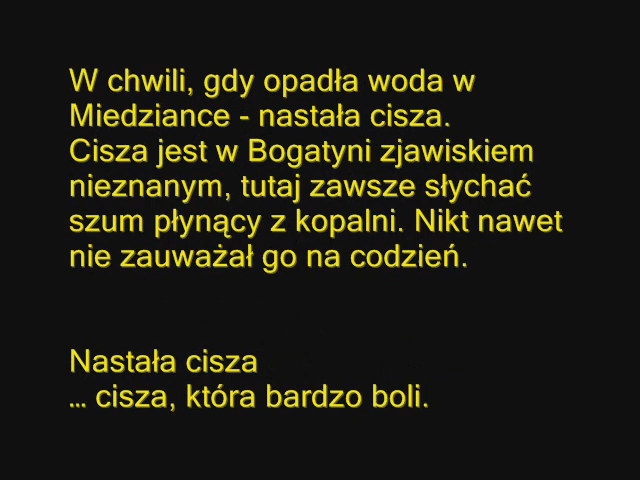 W chwili, gdy opadła woda w
Miedziance - nastała cisza.
Cisza jest w Bogatyni zjawiskiem
nieznanym, tutaj zawsze słychać
szum płynący z kopalni. Nikt nawet
nie zauważał go na codzień.
Nastała cisza
… cisza, która bardzo boli.